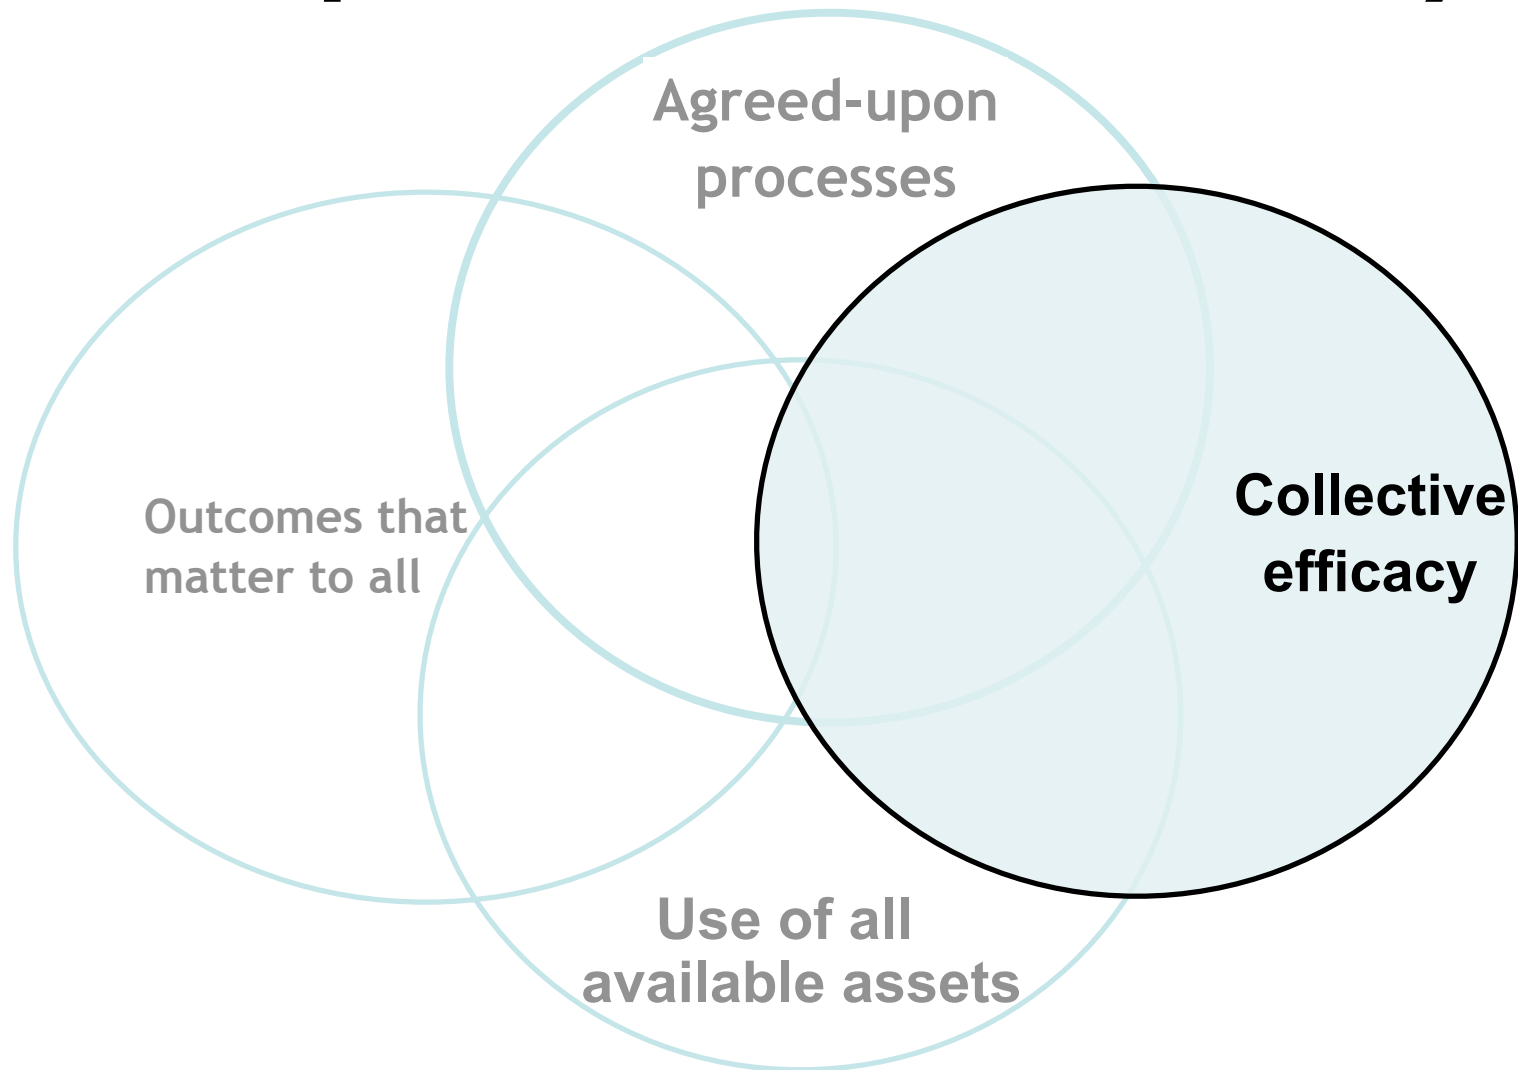 Agreed-upon
processes
Outcomes that
matter to all
Collective
efficacy
Use of all
available assets